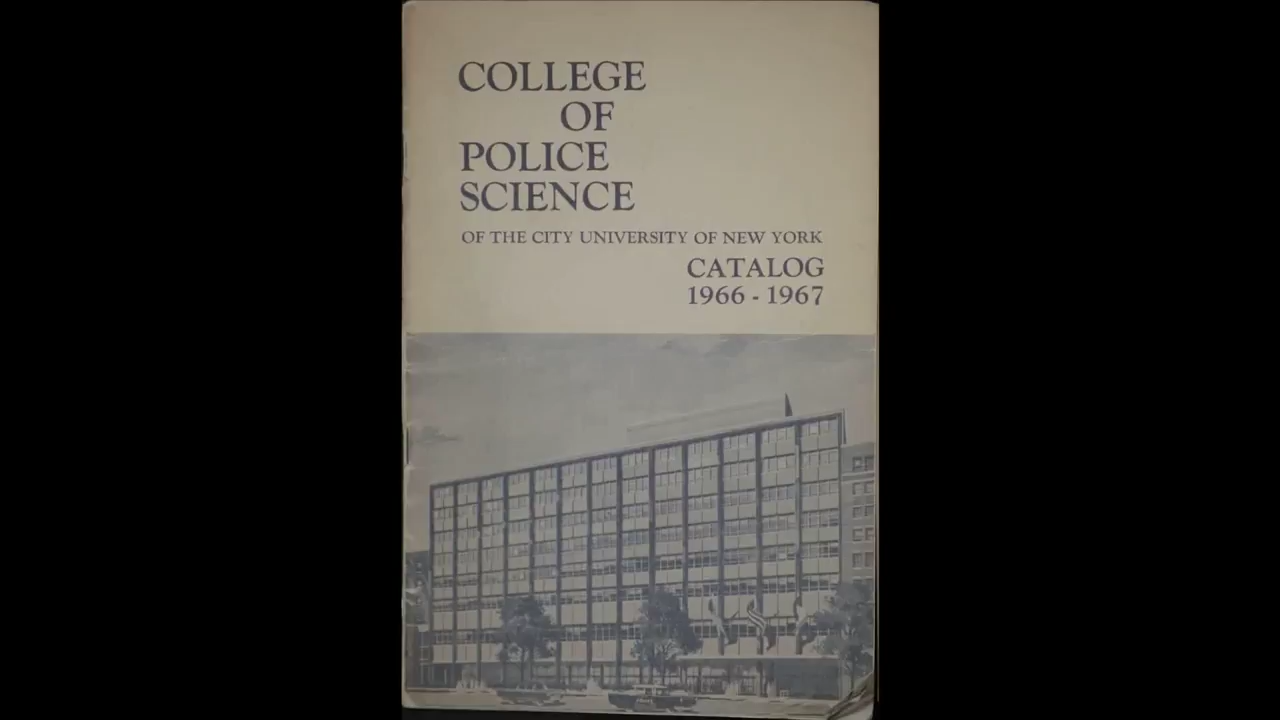 COLLEGE
OF
POLICE
SCIENCE
OF THE CITY UNIVERSITY OF NEW YORK
CATALOG
1966 - 1967